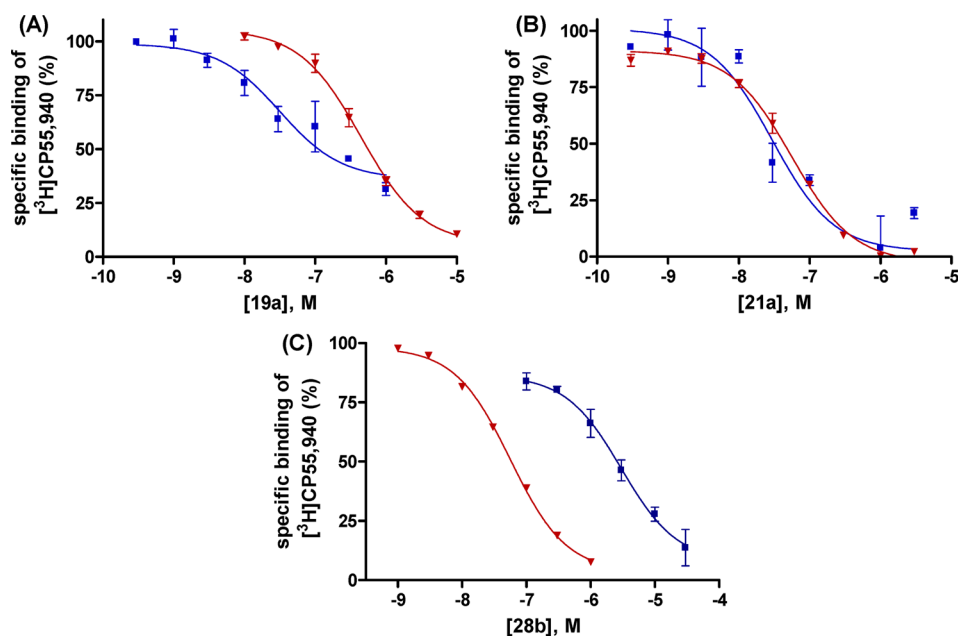 (A)
specific binding of
[³H]CP55,940 (%)
100
75
50
25
0
-10 -9 -8 -7 -6 -5
[19a], M
(B)
specific binding of
[³H]CP55,940 (%)
100
75
50
25
0
-10 -9 -8 -7 -6 -5
[21a], M
(C)
specific binding of
[³H]CP55,940 (%)
100
75
50
25
0
-9 -8 -7 -6 -5 -4
[28b], M